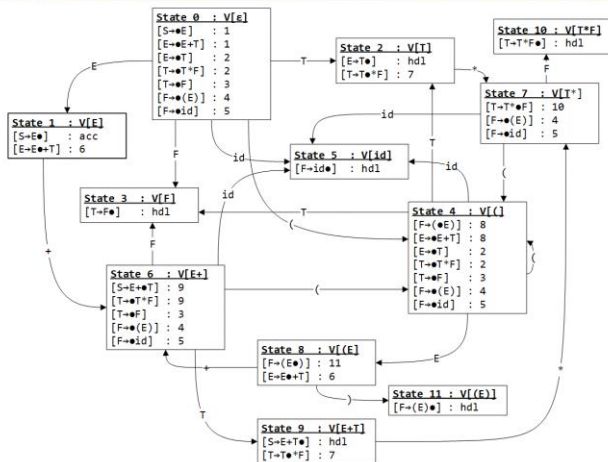 State 0 : V[ε]
[S→●E] : 1
[E→●E+T] : 1
[E→●T] : 2
[T→●T*F] : 2
[T→●F] : 3
[F→●(E)] : 4
[F→●id] : 5
State 10 : V[T*F]
[T→T*F●] : hdl
State 2 : V[T]
[E→T●] : hdl
[T→T●*F] : 7
T
*
F
E
State 7 : V[T*]
[T→T*●F] : 10
[F→●(E)] : 4
[F→●id] : 5
State 1 : V[E]
[S→E●] : acc
[E→E●+T] : 6
id
T
F
id
(
State 5 : V[id]
[F→id●] : hdl
id
State 3 : V[F]
[T→F●] : hdl
id
T
(
State 4 : V[(]
[F→(●E)] : 8
[E→●E+T] : 8
[E→●T] : 2
[T→●T*F] : 2
[T→●F] : 3
[F→●(E)] : 4
[F→●id] : 5
(
F
+
State 6 : V[E+]
[S→E+●T] : 9
[T→●T*F] : 9
[T→●F] : 3
[F→●(E)] : 4
[F→●id] : 5
(
*
State 8 : V[(E]
[F→(E●)] : 11
[E→E●+T] : 6
+
E
)
State 11 : V[(E)]
[F→(E)●] : hdl
T
State 9 : V[E+T]
[S→E+T●] : hdl
[T→T●*F] : 7